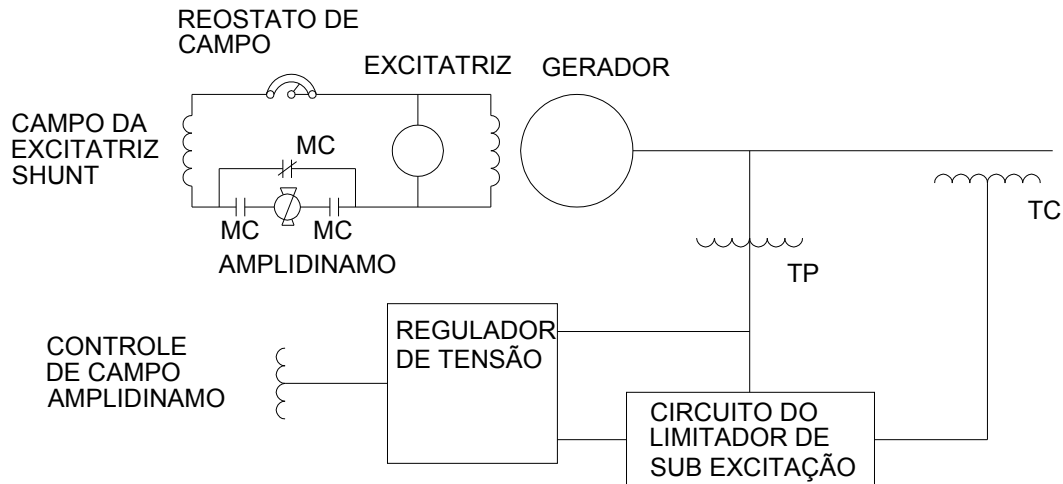 REOSTATO DE
CAMPO
EXCITATRIZ
GERADOR
CAMPO DA
EXCITATRIZ
SHUNT
MC
MC
MC
AMPLIDINAMO
TC
TP
CONTROLE
DE CAMPO
AMPLIDINAMO
REGULADOR
DE TENSÃO
CIRCUITO DO
LIMITADOR DE
SUB EXCITAÇÃO